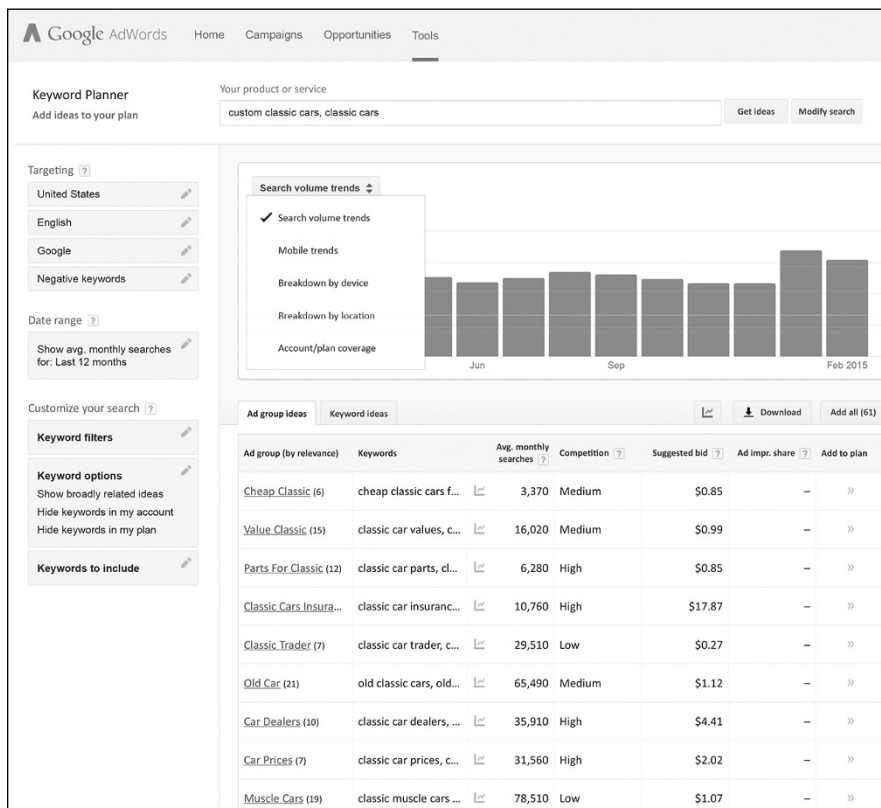 Google AdWords Home Campaigns Opportunities Tools
Keyword Planner
Add ideas to your plan
Your product or service
custom classic cars, classic cars
Get ideas
Modify search
Targeting ?
United States
English
Google
Negative keywords
Date range ?
Show avg. monthly searches
for: Last 12 months
Customize your search ?
Keyword filters
Keyword options
Show broadly related ideas
Hide keywords in my account
Hide keywords in my plan
Keywords to include
Search volume trends
Search volume trends
Mobile trends
Breakdown by device
Breakdown by location
Account/plan coverage
Jun Sep Feb 2015
Ad group ideas Keyword ideas Download Add all (61)
Ad group (by relevance) Keywords Avg. monthly searches ? Competition ? Suggested bid ? Ad impr. share ? Add to plan
Cheap Classic (6) cheap classic cars f... 3,370 Medium $0.85 – »
Value Classic (15) classic car values, c... 16,020 Medium $0.99 – »
Parts For Classic (12) classic car parts, cl... 6,280 High $0.85 – »
Classic Cars Insura... classic car insuranc... 10,760 High $17.87 – »
Classic Trader (7) classic car trader, c... 29,510 Low $0.27 – »
Old Car (21) old classic cars, old... 65,490 Medium $1.12 – »
Car Dealers (10) classic car dealers, ... 35,910 High $4.41 – »
Car Prices (7) classic car prices, c... 31,560 High $2.02 – »
Muscle Cars (19) classic muscle cars ... 78,510 Low $1.07 – »